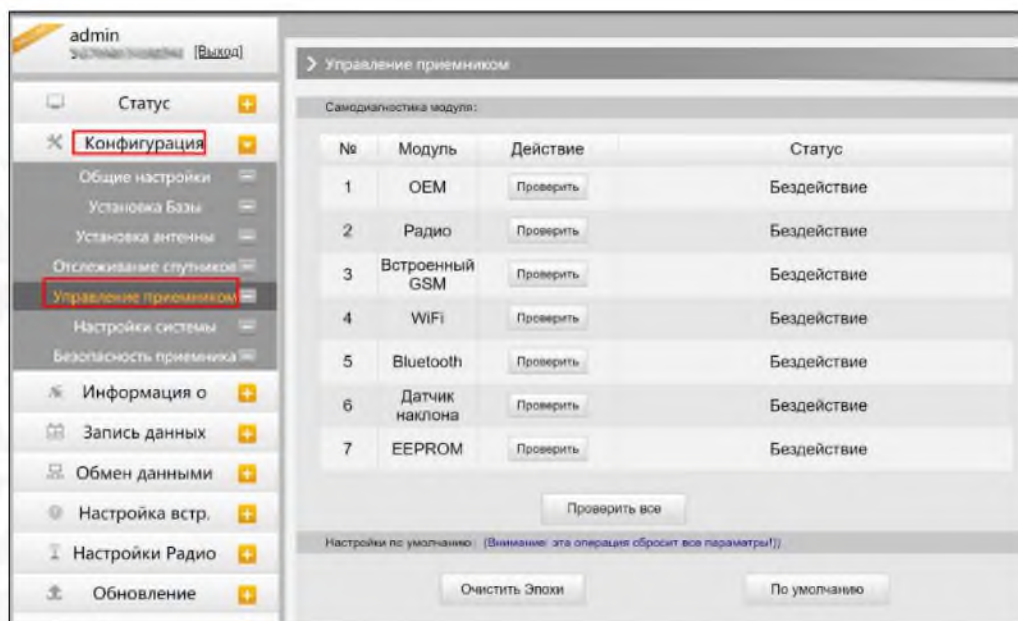 admin
[Выход]
Статус
Конфигурация
Общие настройки
Установка Базы
Установка антенны
Отслеживание спутников
Управление приемником
Настройки системы
Безопасность приемника
Информация о
Запись данных
Обмен данными
Настройка встр.
Настройки Радио
Обновление
Управление приемником
Самодиагностика модуля:
№ Модуль Действие Статус
1 OEM Проверить Бездействие
2 Радио Проверить Бездействие
3 Встроенный GSM Проверить Бездействие
4 WiFi Проверить Бездействие
5 Bluetooth Проверить Бездействие
6 Датчик наклона Проверить Бездействие
7 EEPROM Проверить Бездействие
Проверить все
Настройки по умолчанию : (Внимание: эта операция сбросит все параметры!))
Очистить Эпохи По умолчанию